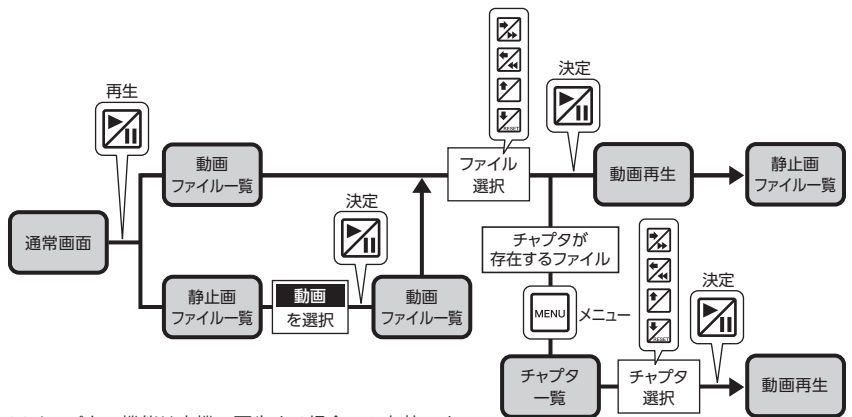 再生
動画
ファイル一覧
通常画面
静止画
ファイル一覧
動画
を選択
決定
動画
ファイル一覧
RESET
ファイル
選択
決定
動画再生
静止画
ファイル一覧
チャプタが
存在するファイル
MENU
メニュー
チャプタ
一覧
RESET
チャプタ
選択
決定
動画再生